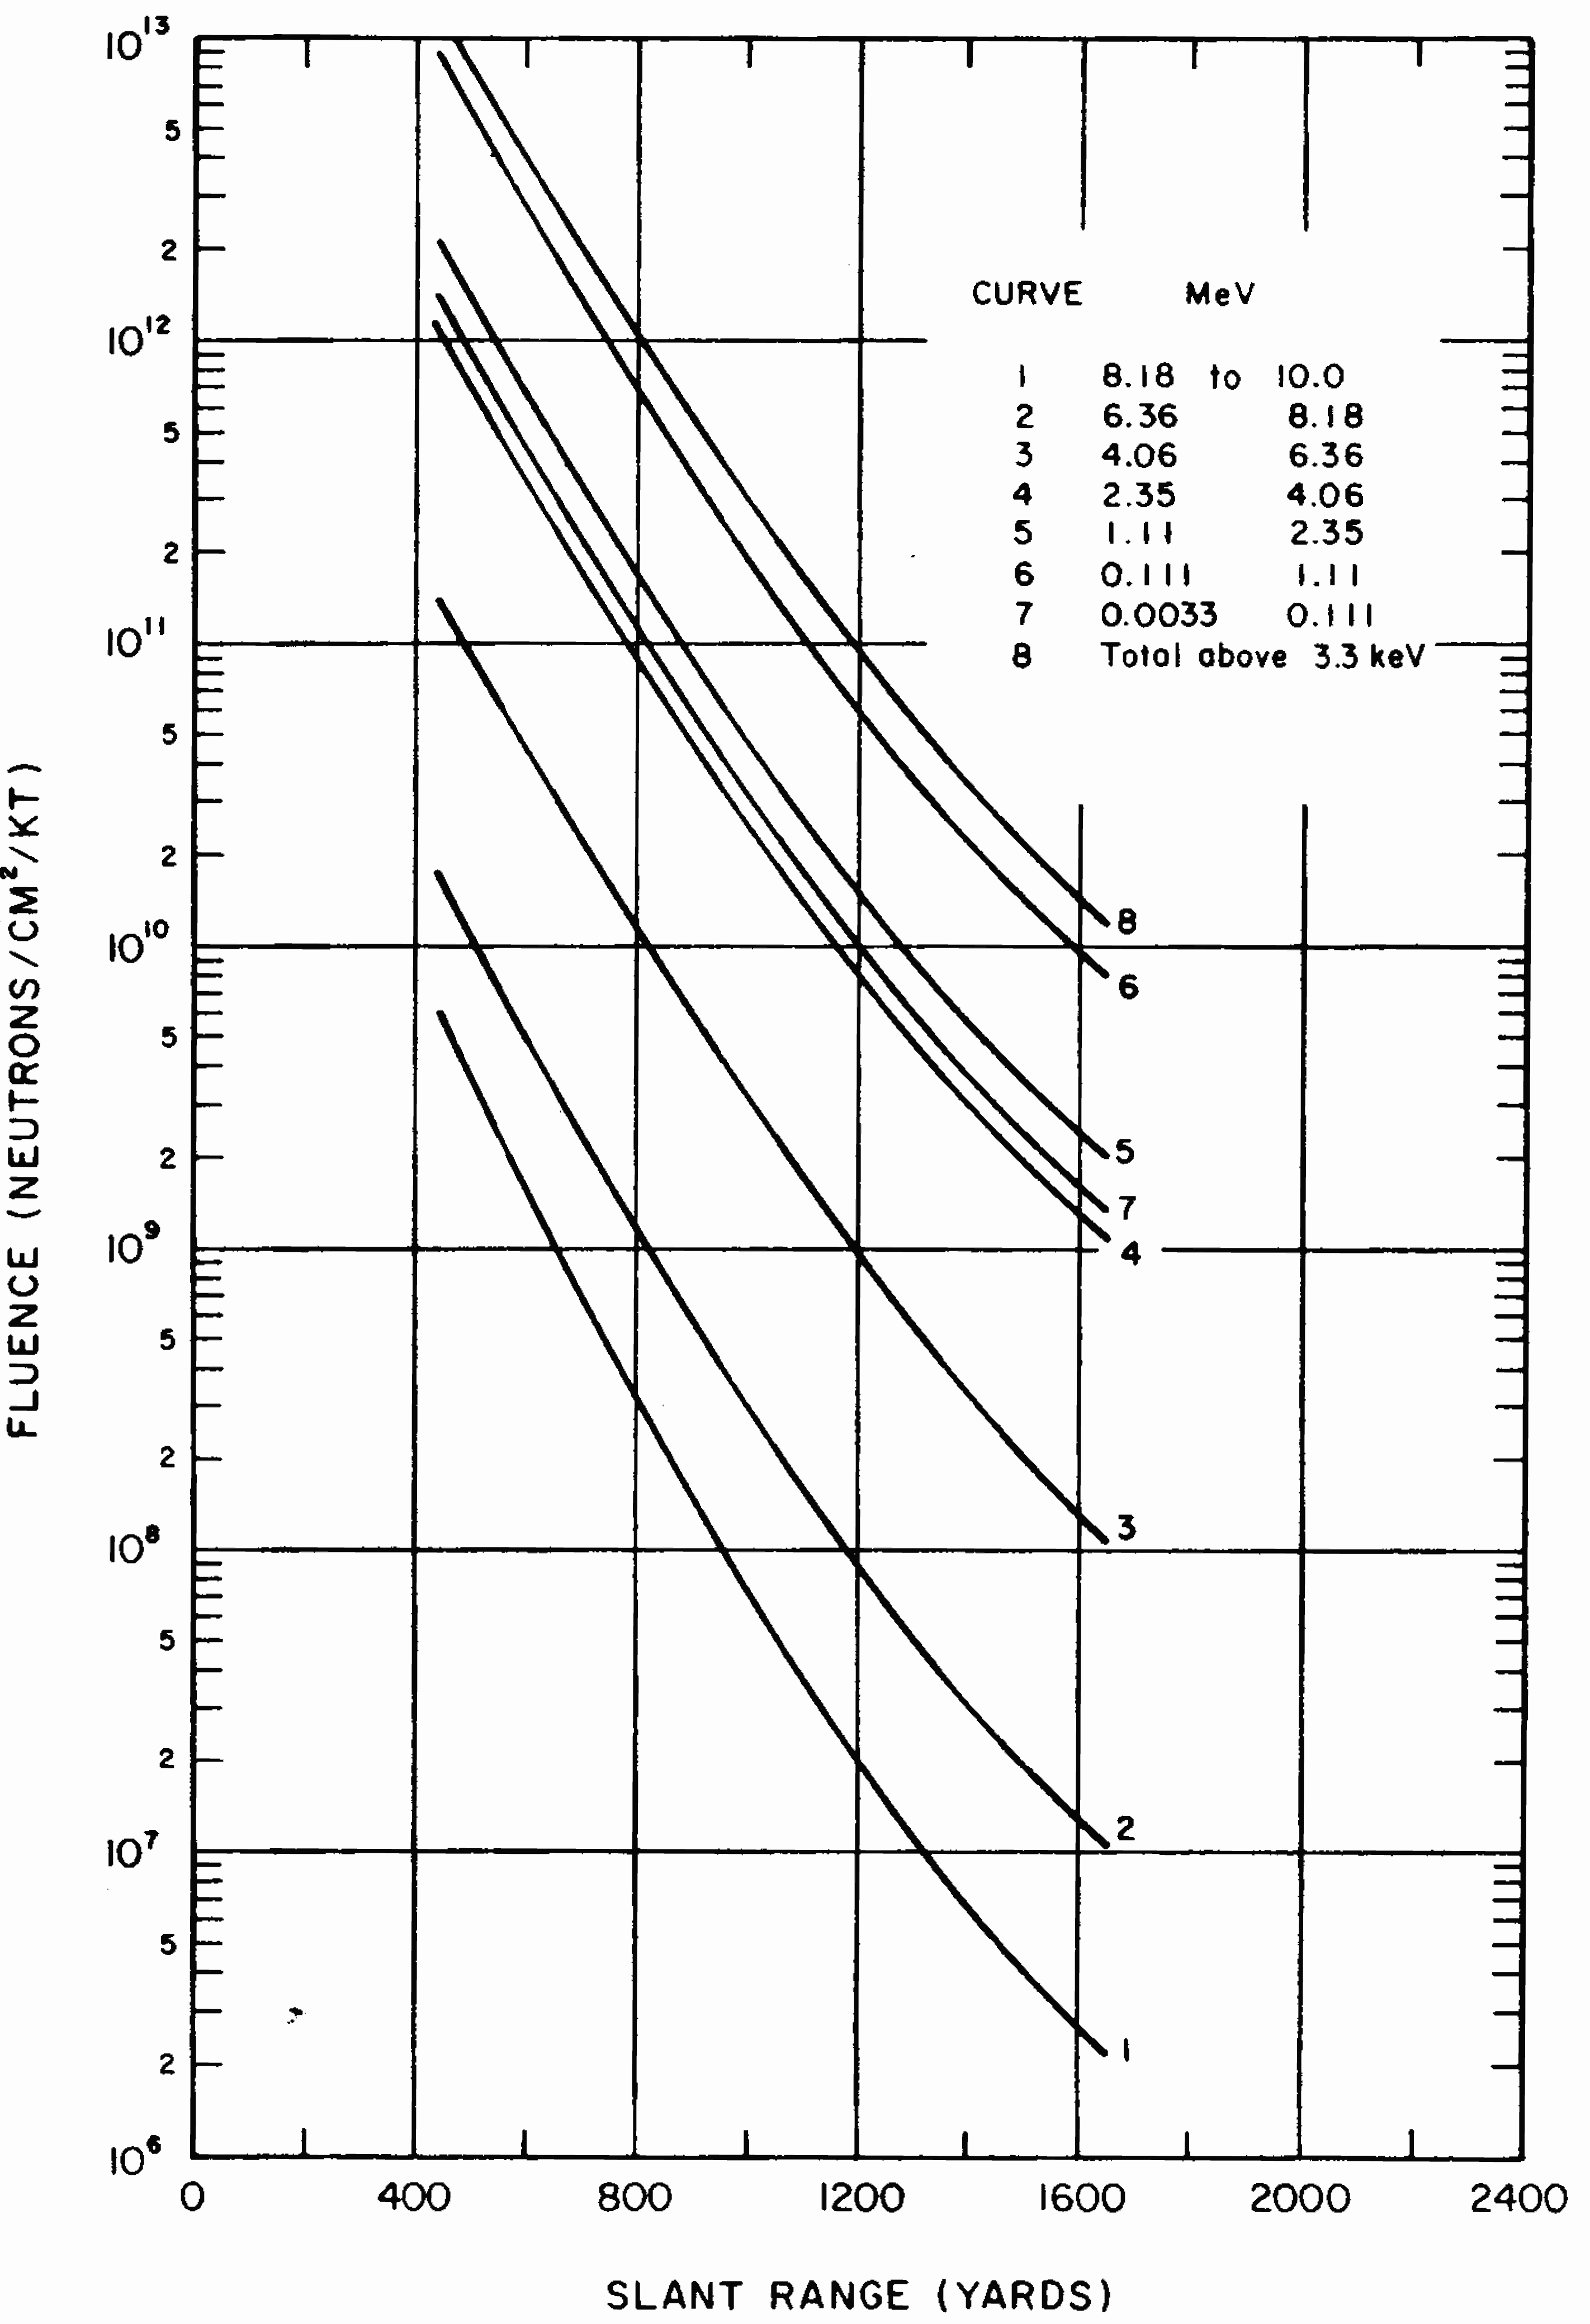 10¹³
5
2
10¹²
5
2
10¹¹
5
2
10¹⁰
5
2
10⁹
5
2
10⁸
5
2
10⁷
5
2
10⁶
FLUENCE (NEUTRONS/CM²/KT)
CURVE MeV
1 8.18 to 10.0
2 6.36 8.18
3 4.06 6.36
4 2.35 4.06
5 1.11 2.35
6 0.111 1.11
7 0.0033 0.111
8 Total above 3.3 keV
8
6
5
7
4
3
2
1
0 400 800 1200 1600 2000 2400
SLANT RANGE (YARDS)